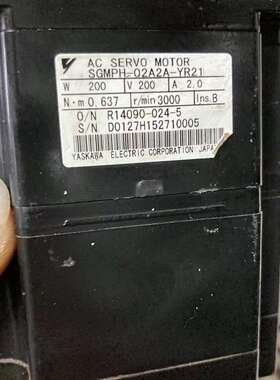 AC SERVO MOTOR
SGMPH-02A2A-YR21
W 200 V 200 A 2.0
N·m 0.637 r/min 3000 Ins.B
O/N R14090-024-5
S/N D0127H152710005
YASKAWA ELECTRIC CORPORATION JAPAN